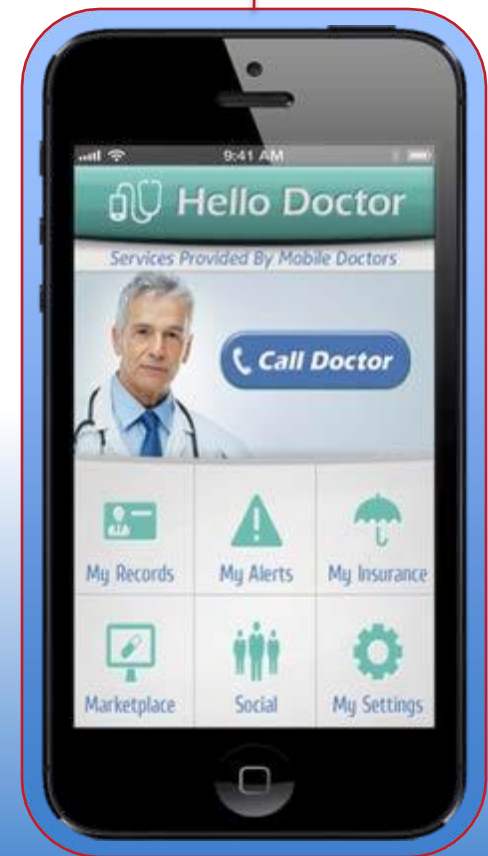 9:41 AM
Hello Doctor
Services Provided By Mobile Doctors
Call Doctor
My Records My Alerts My Insurance
Marketplace Social My Settings